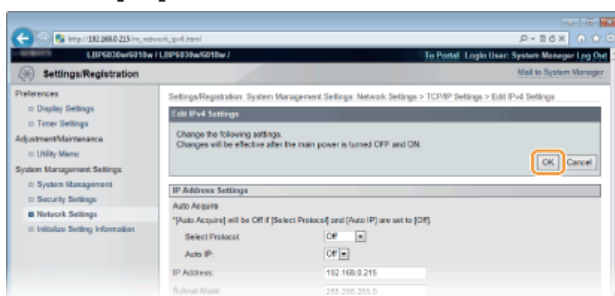 http://192.168.0.215/m_network_ipv4.html
LBP6030w/6018w / LBP6030w/6018w /
To Portal Login User: System Manager Log Out
Settings/Registration
Mail to System Manager
Preferences
Display Settings
Timer Settings
Adjustment/Maintenance
Utility Menu
System Management Settings
System Management
Security Settings
Network Settings
Initialize Setting Information
Settings/Registration: System Management Settings: Network Settings > TCP/IP Settings > Edit IPv4 Settings
Edit IPv4 Settings
Change the following settings.
Changes will be effective after the main power is turned OFF and ON.
OK Cancel
IP Address Settings
Auto Acquire
*[Auto Acquire] will be Off if [Select Protocol] and [Auto IP] are set to [Off].
Select Protocol: Off
Auto IP: Off
IP Address: 192.168.0.215
Subnet Mask: 255.255.255.0